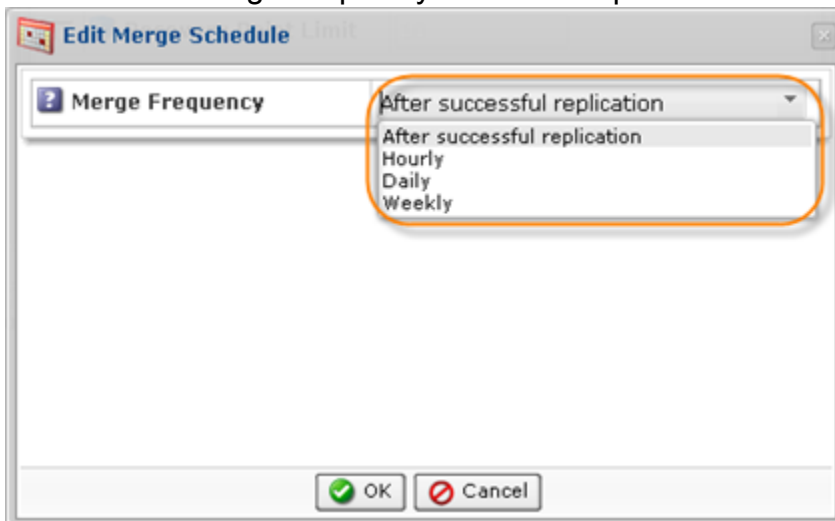 Edit Merge Schedule
Merge Frequency
After successful replication
After successful replication
Hourly
Daily
Weekly
OK
Cancel